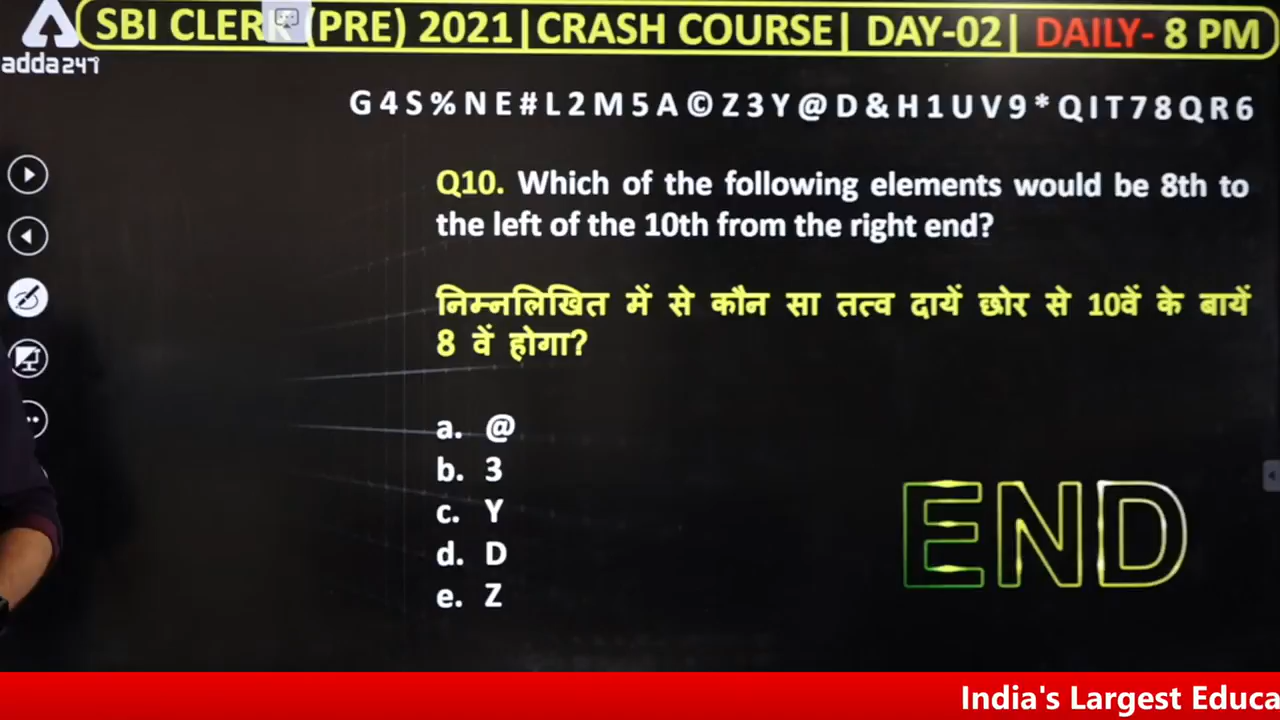 SBI CLERK (PRE) 2021|CRASH COURSE| DAY-02| DAILY- 8 PM
adda247
G 4 S % N E # L 2 M 5 A © Z 3 Y @ D & H 1 U V 9 * Q I T 7 8 Q R 6
Q10. Which of the following elements would be 8th to
the left of the 10th from the right end?
निम्नलिखित में से कौन सा तत्व दायें छोर से 10वें के बायें
8 वें होगा?
a. @
b. 3
c. Y
d. D
e. Z
END
India's Largest Educa